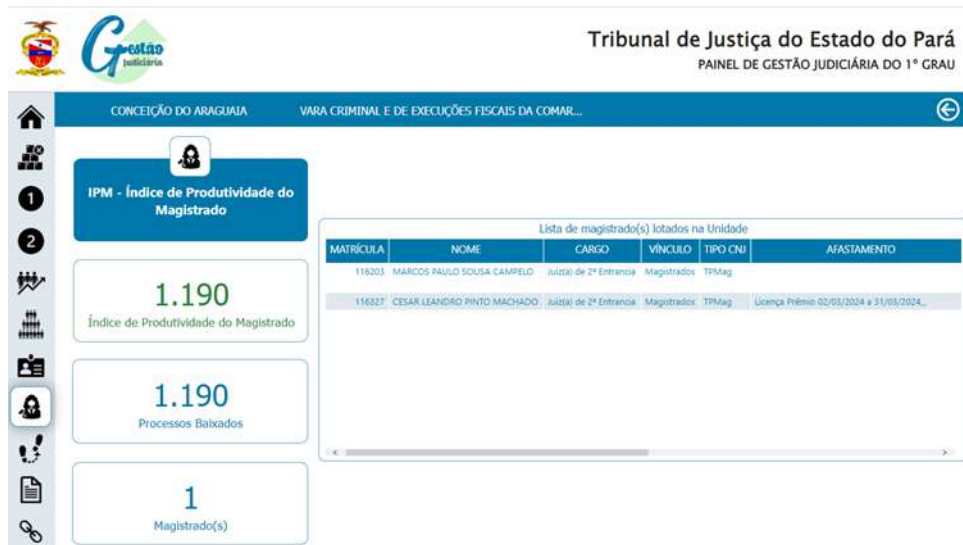 Gestão
Judiciária
Tribunal de Justiça do Estado do Pará
PAINEL DE GESTÃO JUDICIÁRIA DO 1º GRAU
CONCEIÇÃO DO ARAGUAIA VARA CRIMINAL E DE EXECUÇÕES FISCAIS DA COMAR...
1
2
IPM - Índice de Produtividade do
Magistrado
1.190
Índice de Produtividade do Magistrado
1.190
Processos Baixados
1
Magistrado(s)
Lista de magistrado(s) lotados na Unidade
MATRÍCULA NOME CARGO VÍNCULO TIPO CNJ AFASTAMENTO
116203 MARCOS PAULO SOUSA CAMPELO Juiz(a) de 2ª Entrancia Magistrados TPMag
116327 CESAR LEANDRO PINTO MACHADO Juiz(a) de 2ª Entrancia Magistrados TPMag Licença Prêmio 02/03/2024 a 31/03/2024,,